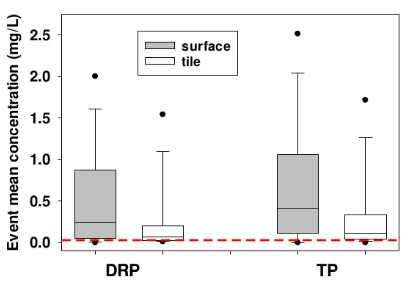 Event mean concentration (mg/L)
2.5
2.0
1.5
1.0
0.5
0.0
surface
tile
DRP
TP